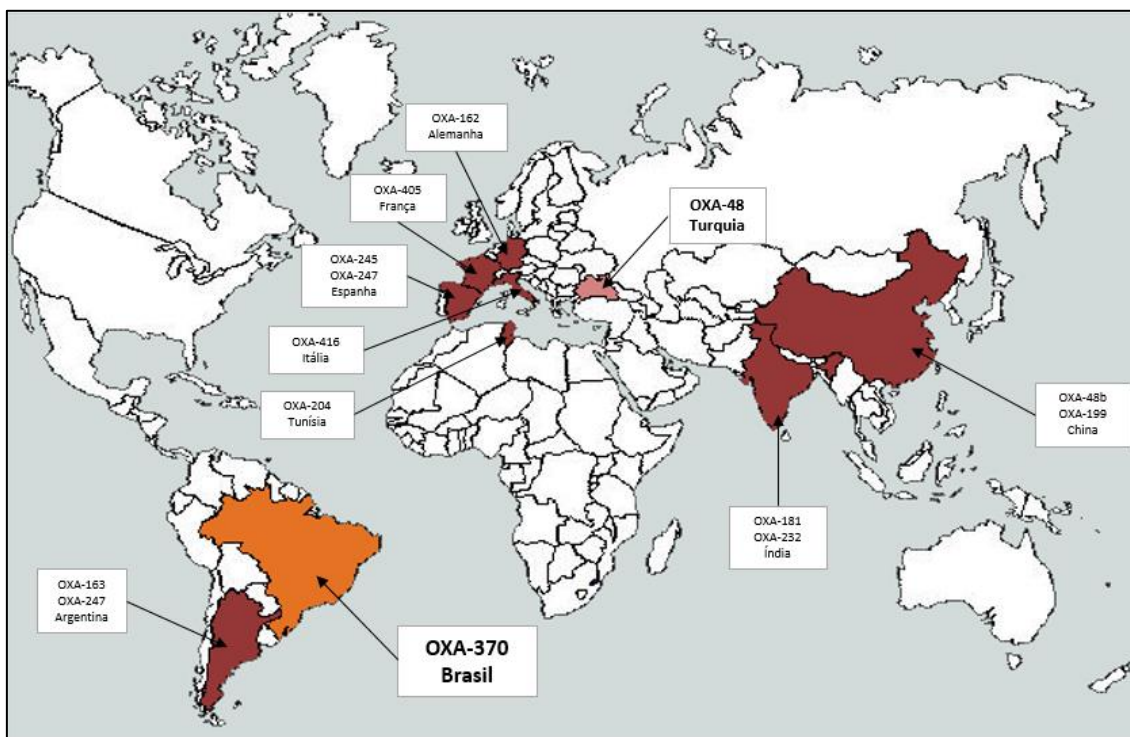 OXA-162
Alemanha
OXA-405
França
OXA-48
Turquia
OXA-245
OXA-247
Espanha
OXA-416
Itália
OXA-204
Tunísia
OXA-48b
OXA-199
China
OXA-181
OXA-232
Índia
OXA-163
OXA-247
Argentina
OXA-370
Brasil